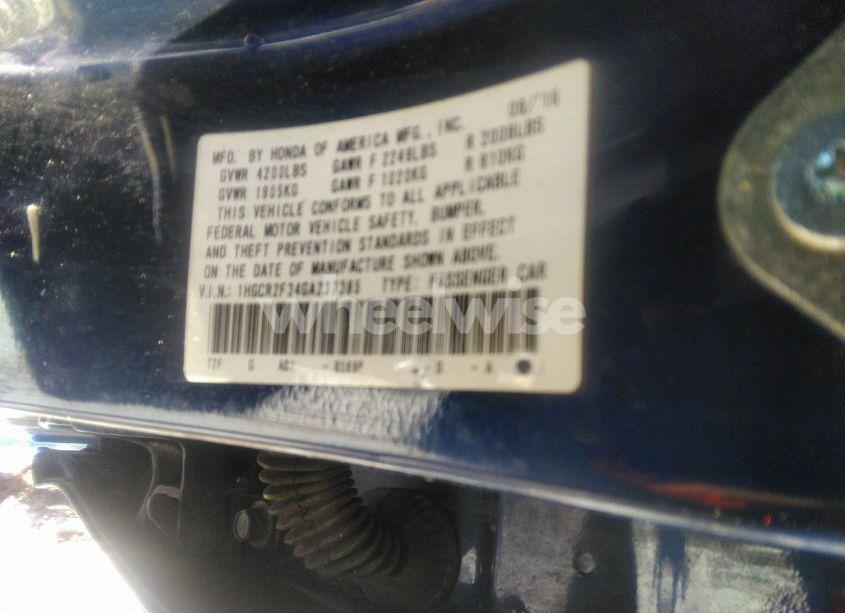 MFD. BY HONDA OF AMERICA MFG., INC. 06/16
GVWR 4200LBS GAWR F 2248LBS R 2008LBS
GVWR 1905KG GAWR F 1020KG R 910KG
THIS VEHICLE CONFORMS TO ALL APPLICABLE
FEDERAL MOTOR VEHICLE SAFETY, BUMPER,
AND THEFT PREVENTION STANDARDS IN EFFECT
ON THE DATE OF MANUFACTURE SHOWN ABOVE.
V.I.N.: 1HGCR2F34GA237385 TYPE: PASSENGER CAR
wheelwise
G B - A